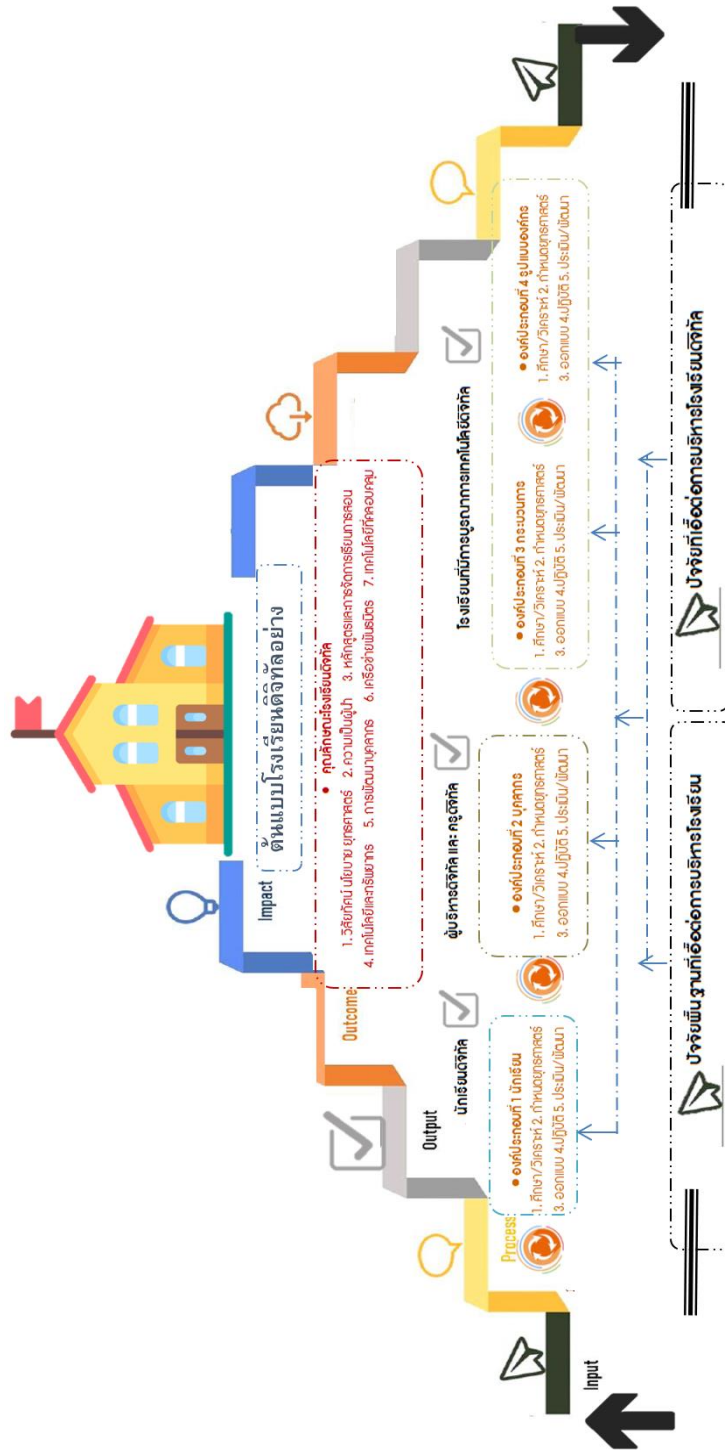 ต้นแบบโรงเรียนดิจิทัลอย่าง
Impact
• คุณลักษณะโรงเรียนดิจิทัล
1. วิสัยทัศน์ นโยบาย ยุทธศาสตร์ 2. ความเป็นผู้นำ 3. หลักสูตรและการจัดการเรียนการสอน
4. เทคโนโลยีและทรัพยากร 5. การพัฒนาบุคลากร 6. เครือข่ายพันธมิตร 7. เทคโนโลยีที่ครอบคลุม
Outcome
Output
นักเรียนดิจิทัล
ผู้บริหารดิจิทัล และ ครูดิจิทัล
โรงเรียนที่มีการบูรณาการเทคโนโลยีดิจิทัล
Process
• องค์ประกอบที่ 1 นักเรียน
1. ศึกษา/วิเคราะห์ 2. กำหนดยุทธศาสตร์
3. ออกแบบ 4.ปฏิบัติ 5. ประเมิน/พัฒนา
• องค์ประกอบที่ 2 บุคลากร
1. ศึกษา/วิเคราะห์ 2. กำหนดยุทธศาสตร์
3. ออกแบบ 4.ปฏิบัติ 5. ประเมิน/พัฒนา
• องค์ประกอบที่ 3 กระบวนการ
1. ศึกษา/วิเคราะห์ 2. กำหนดยุทธศาสตร์
3. ออกแบบ 4.ปฏิบัติ 5. ประเมิน/พัฒนา
• องค์ประกอบที่ 4 รูปแบบองค์กร
1. ศึกษา/วิเคราะห์ 2. กำหนดยุทธศาสตร์
3. ออกแบบ 4.ปฏิบัติ 5. ประเมิน/พัฒนา
Input
ปัจจัยพื้นฐานที่เอื้อต่อการบริหารโรงเรียน
ปัจจัยที่เอื้อต่อการบริหารโรงเรียนดิจิทัล